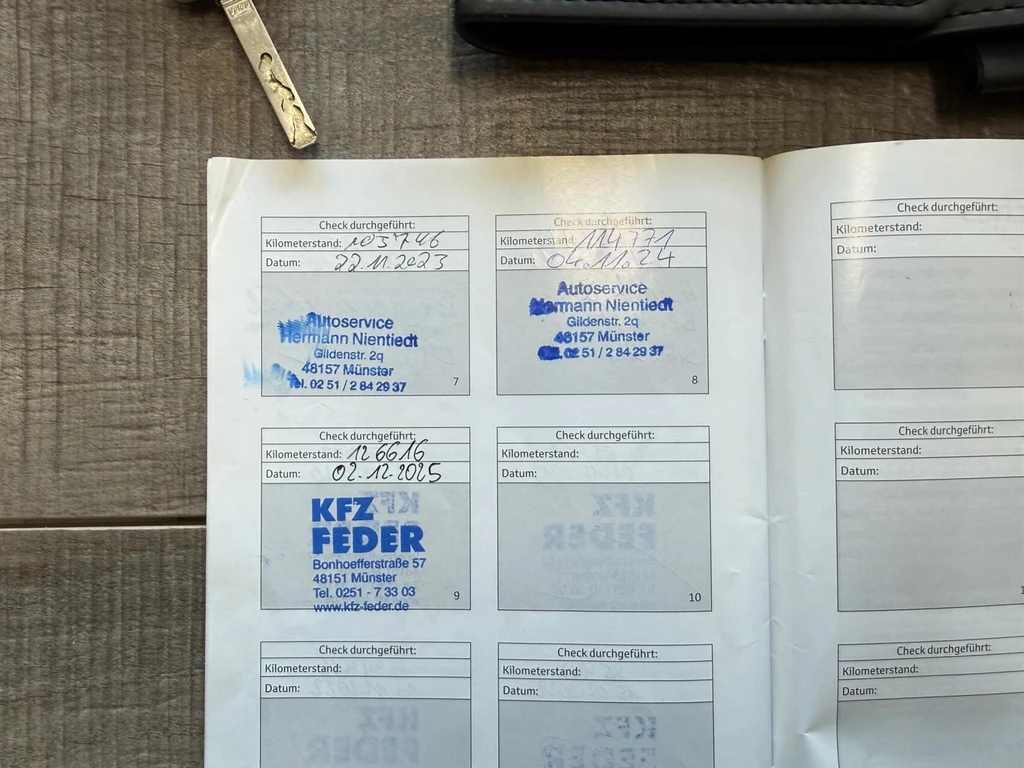 Check durchgeführt:
Kilometerstand: 103746
Datum: 22.11.2023
Autoservice
Hermann Nientiedt
Gildenstr. 2q
48157 Münster
Tel. 02 51 / 2 84 29 37
7
Check durchgeführt:
Kilometerstand: 114771
Datum: 04.11.24
Autoservice
Hermann Nientiedt
Gildenstr. 2q
48157 Münster
02 51 / 2 84 29 37
8
Check durchgeführt:
Kilometerstand: 126616
Datum: 02.12.2025
KFZ
FEDER
Bonhoefferstraße 57
48151 Münster
Tel. 0251 - 7 33 03
www.kfz-feder.de
9
Check durchgeführt:
Kilometerstand:
Datum:
10
Check durchgeführt:
Kilometerstand:
Datum:
Check durchgeführt:
Kilometerstand:
Datum:
Check durchgeführt:
Kilometerstand:
Datum:
Check durchgeführt:
Kilometerstand:
Datum:
Check durchgeführt:
Kilometerstand:
Datum: